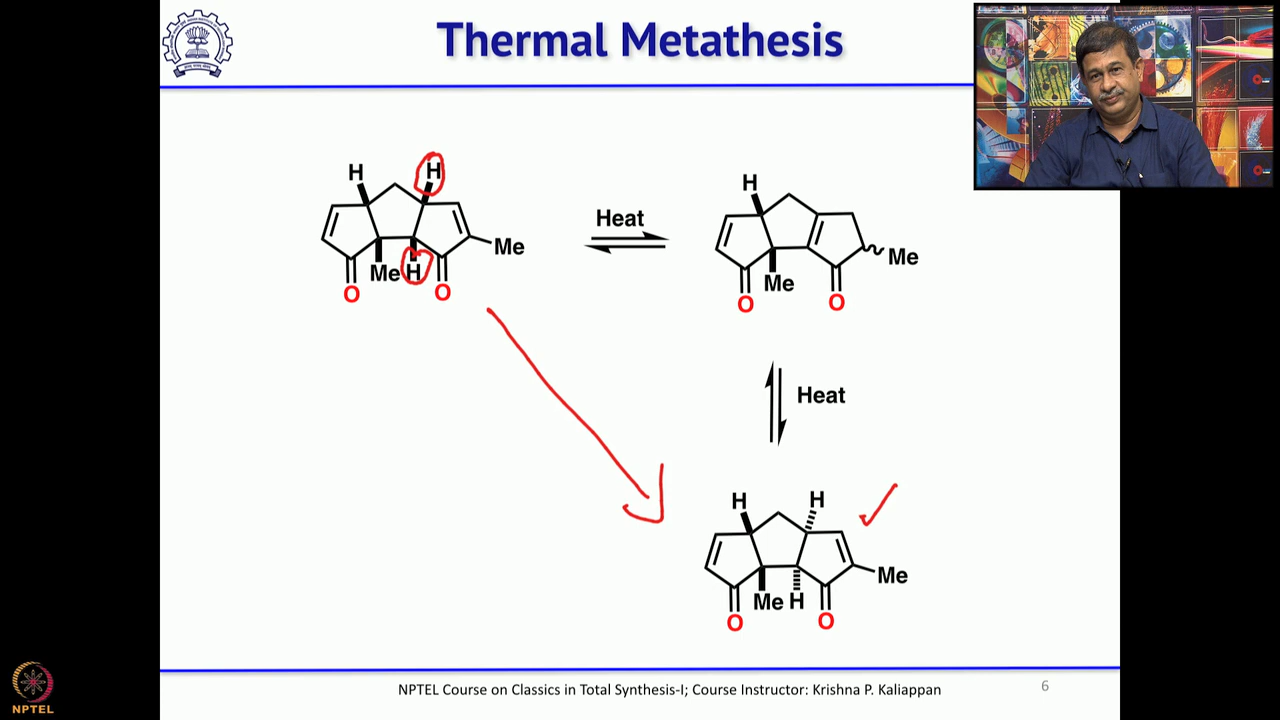 Thermal Metathesis
H
H
Me
Me
H
O
O
Heat
H
Me
Me
O
O
Heat
H
H
Me
Me
H
O
O
NPTEL Course on Classics in Total Synthesis-I; Course Instructor: Krishna P. Kaliappan
6
NPTEL